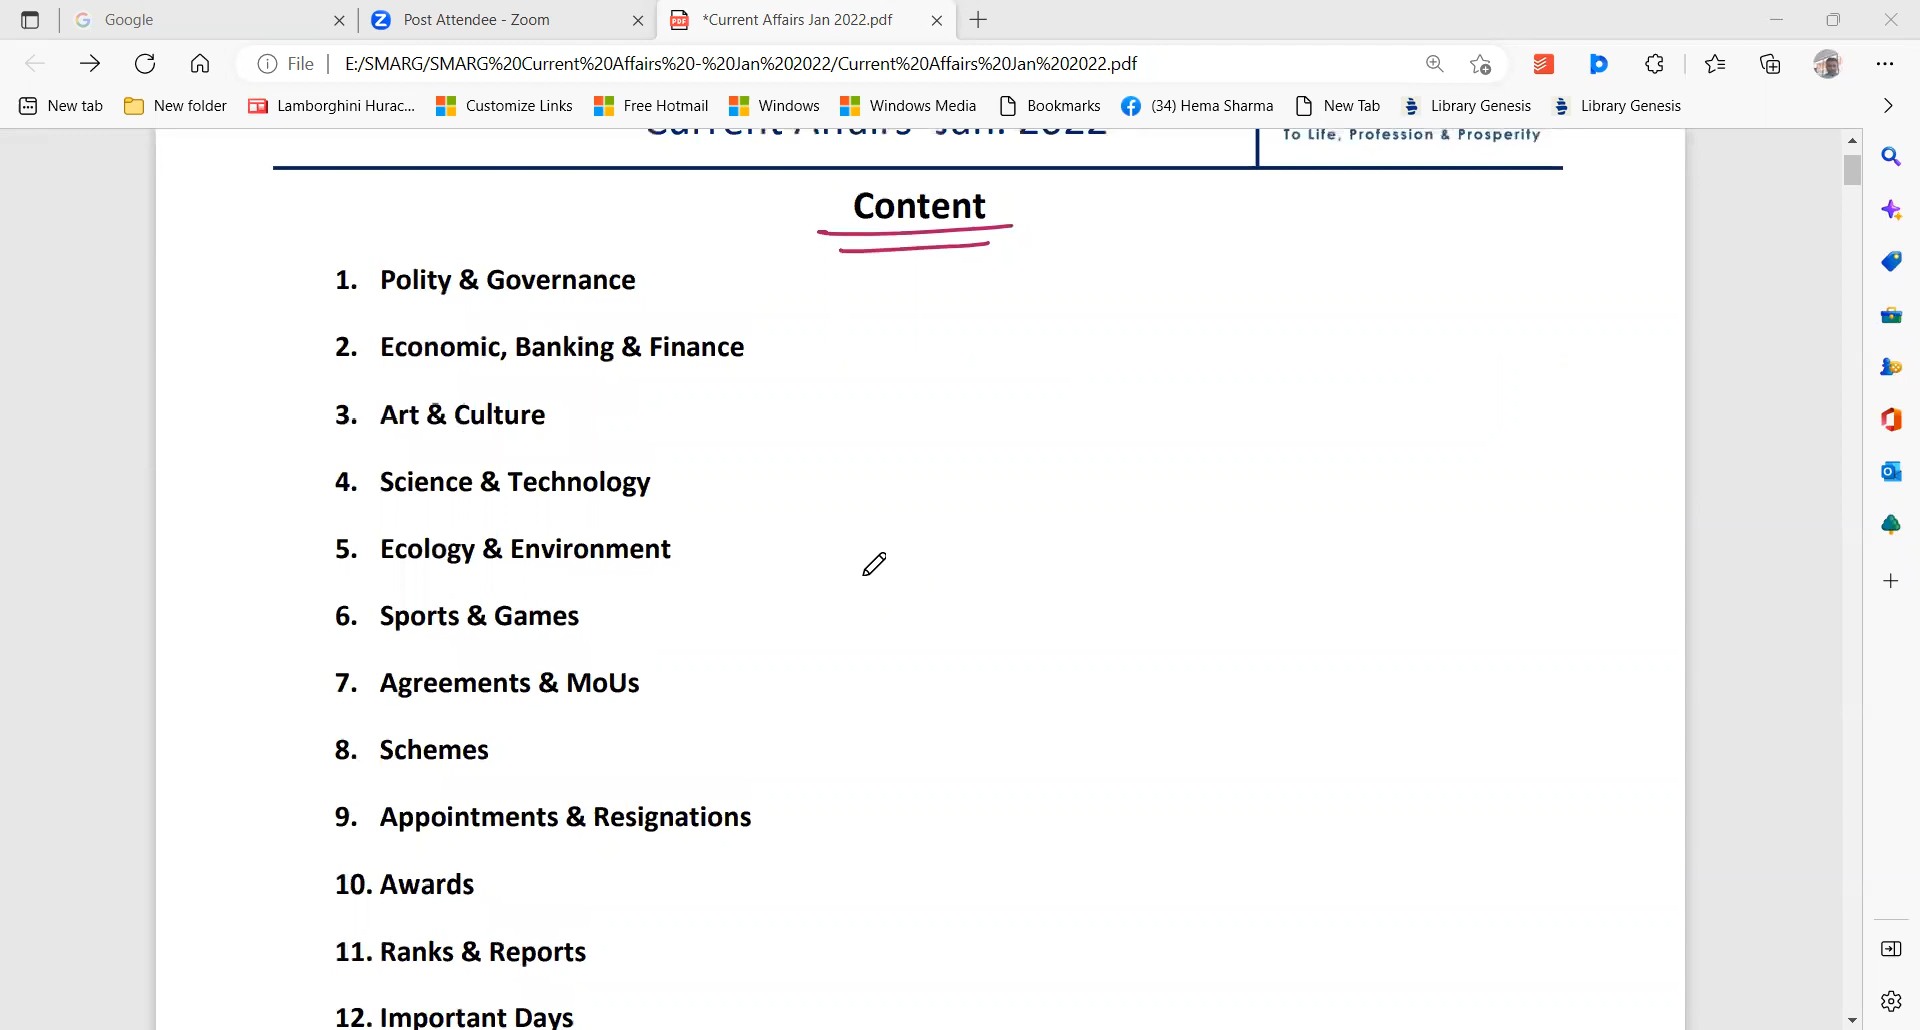 Google
Post Attendee - Zoom
*Current Affairs Jan 2022.pdf
File
E:/SMARG/SMARG%20Current%20Affairs%20-%20Jan%202022/Current%20Affairs%20Jan%202022.pdf
New tab
New folder
Lamborghini Hurac...
Customize Links
Free Hotmail
Windows
Windows Media
Bookmarks
(34) Hema Sharma
New Tab
Library Genesis
Library Genesis
Current Affairs- Jan. 2022
To Life, Profession & Prosperity
Content
1. Polity & Governance
2. Economic, Banking & Finance
3. Art & Culture
4. Science & Technology
5. Ecology & Environment
6. Sports & Games
7. Agreements & MoUs
8. Schemes
9. Appointments & Resignations
10. Awards
11. Ranks & Reports
12. Important Days